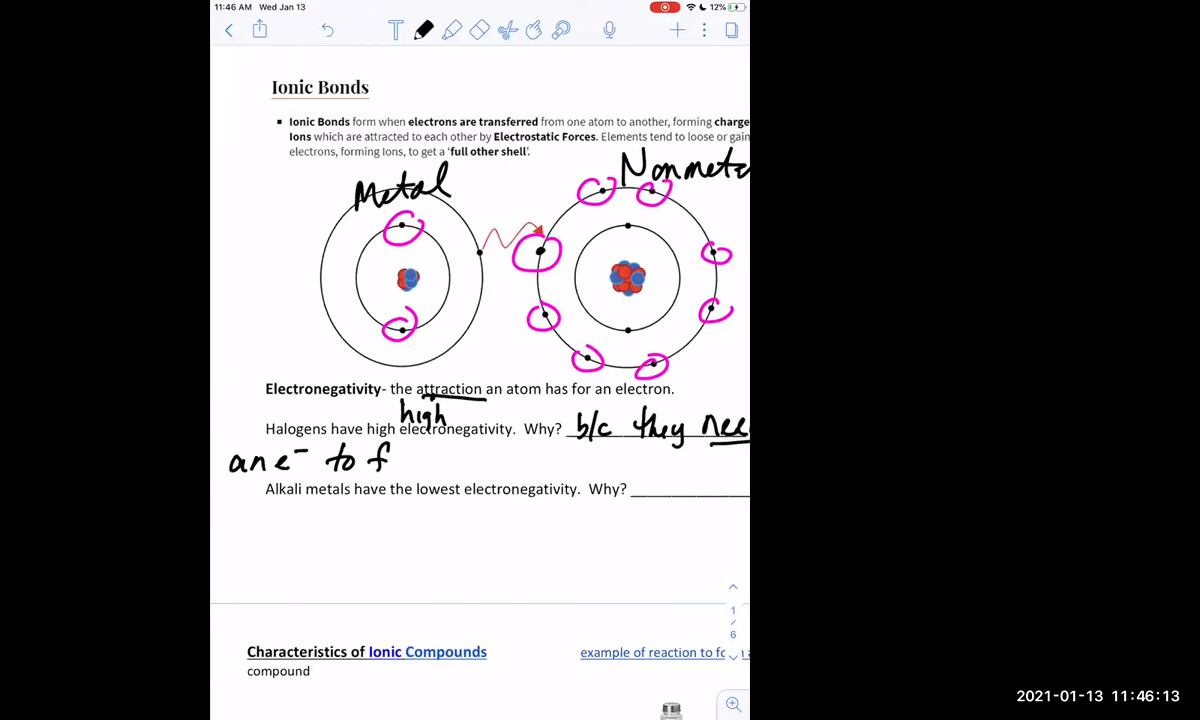 11:46 AM Wed Jan 13
12%
T
Ionic Bonds
▪ Ionic Bonds form when electrons are transferred from one atom to another, forming charge
Ions which are attracted to each other by Electrostatic Forces. Elements tend to loose or gain
electrons, forming Ions, to get a 'full other shell'.
Metal
Nonmeta
Electronegativity- the attraction an atom has for an electron.
high
Halogens have high electronegativity. Why? b/c they nee
an e⁻ to f
Alkali metals have the lowest electronegativity. Why? ____________
1
/
6
Characteristics of Ionic Compounds
example of reaction to fo
compound
2021-01-13 11:46:13